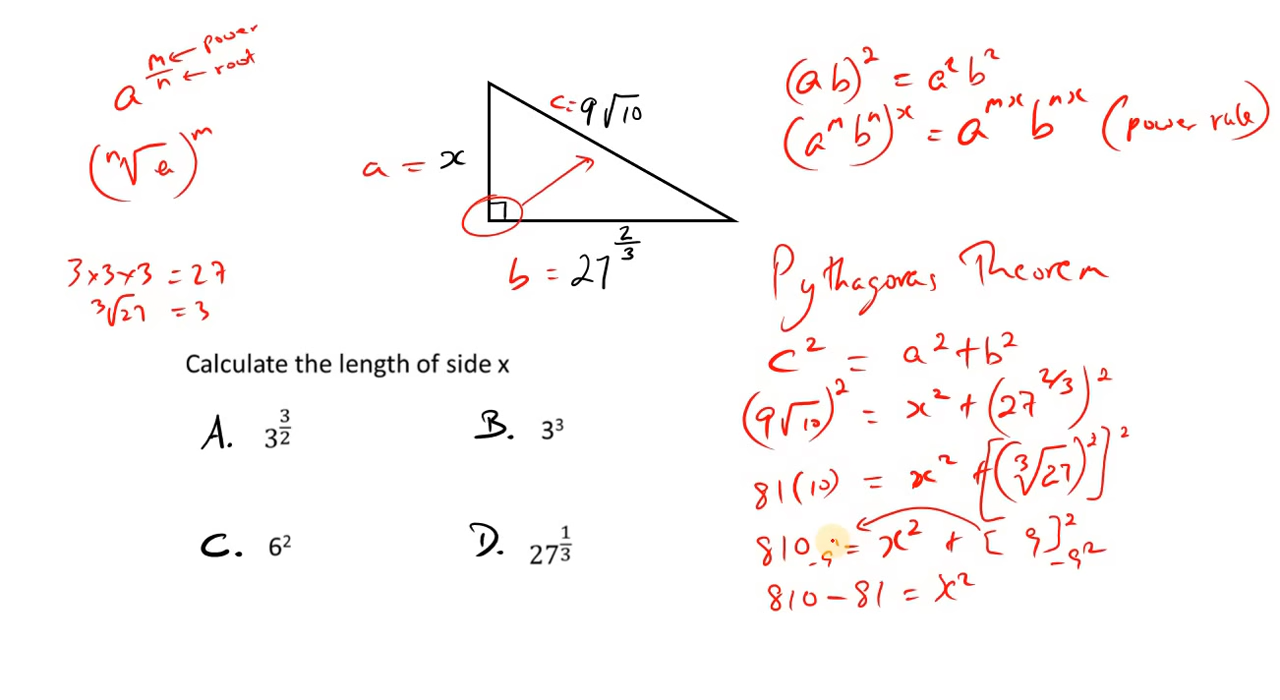 a^(m/n) ← power
← root
(ⁿ√a)^m
3×3×3 = 27
³√27 = 3
c = 9√10
a = x
b = 27^(2/3)
Calculate the length of side x
A. 3^(3/2)
B. 3³
C. 6²
D. 27^(1/3)
(ab)² = a²b²
(a^m b^n)^x = a^(mx) b^(nx) (power rule)
Pythagoras Theorem
c² = a² + b²
(9√10)² = x² + (27^(2/3))²
81(10) = x² + [(³√27)²]²
810 -9² = x² + [9]² -9²
810 − 81 = x²